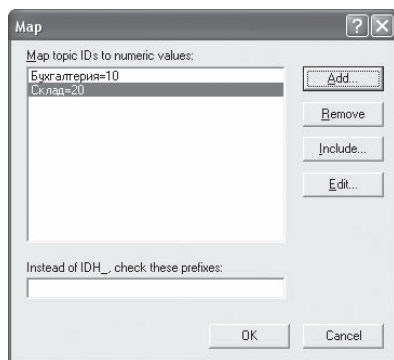 Map
Map topic IDs to numeric values:
Бухгалтерия=10
Склад=20
Add...
Remove
Include...
Edit...
Instead of IDH_, check these prefixes:
OK Cancel